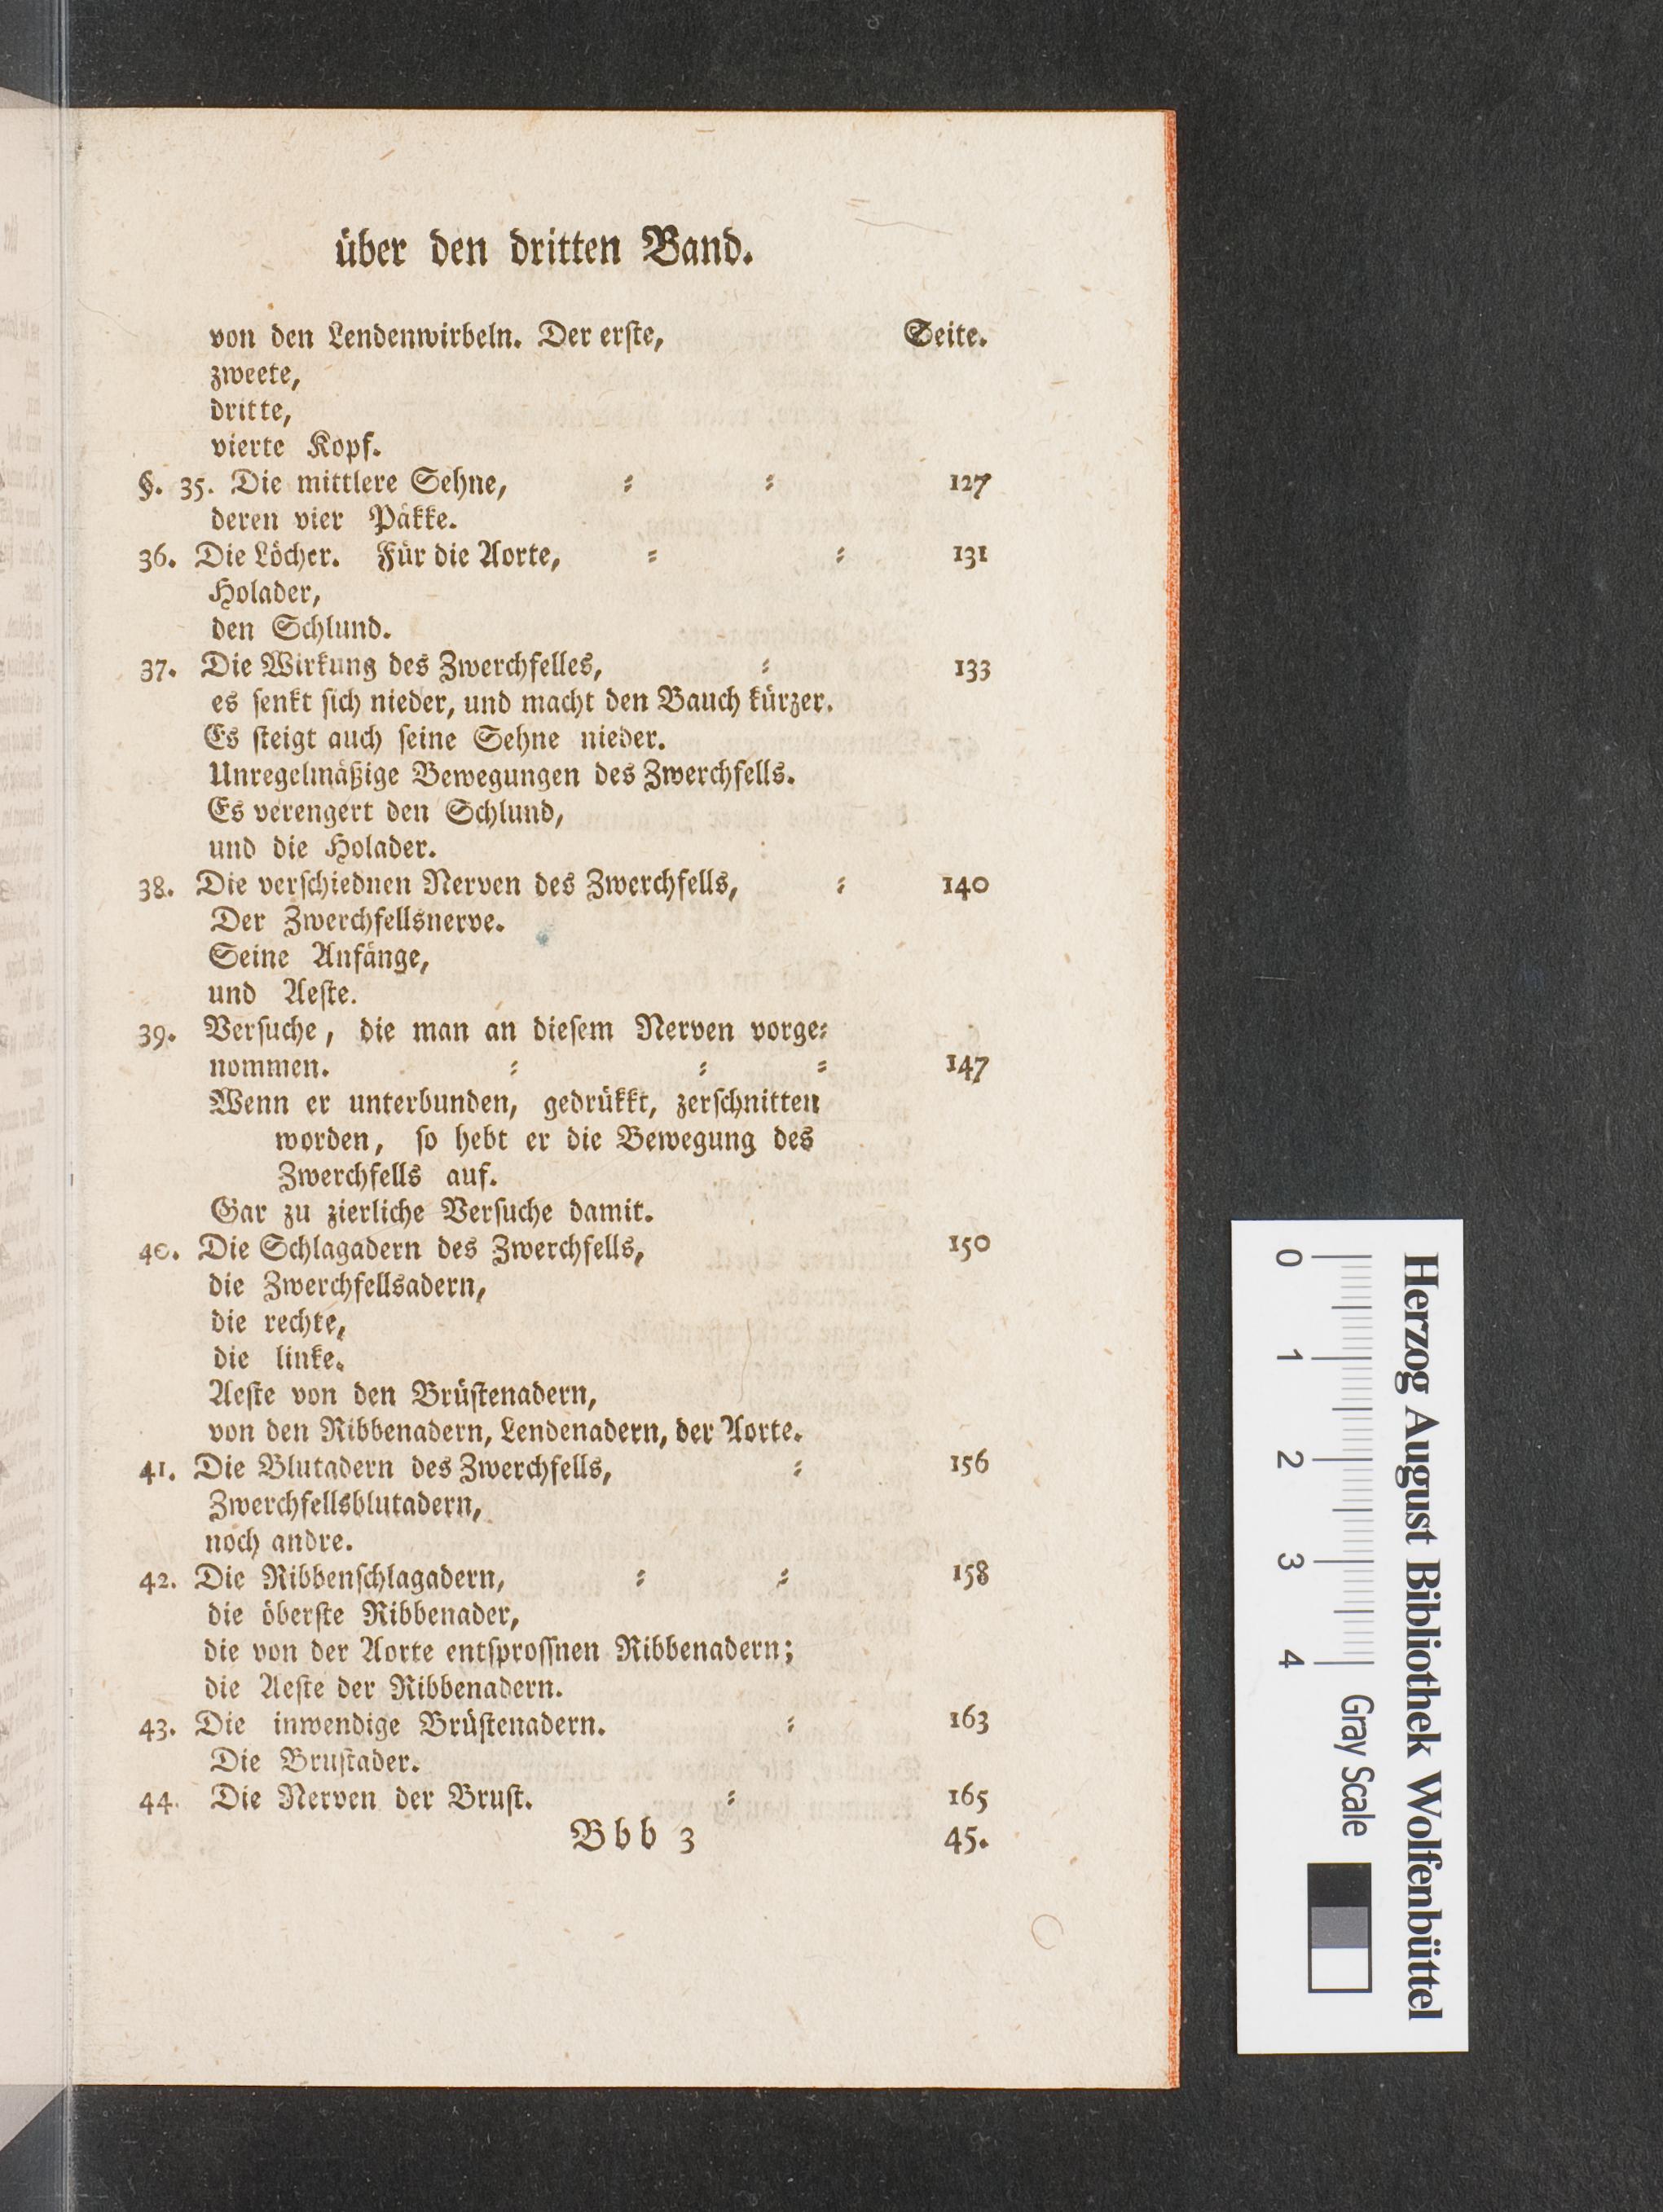 über den dritten Band.
von den Lendenwirbeln. Der erſte, Seite.
zweete,
dritte,
vierte Kopf.
§. 35. Die mittlere Sehne, ⸗ ⸗ 127
deren vier Päkke.
36. Die Löcher. Für die Aorte, ⸗ ⸗ 131
Holader,
den Schlund.
37. Die Wirkung des Zwerchfelles, ⸗ 133
es ſenkt ſich nieder, und macht den Bauch kürzer.
Es ſteigt auch ſeine Sehne nieder.
Unregelmäßige Bewegungen des Zwerchfells.
Es verengert den Schlund,
und die Holader.
38. Die verſchiednen Nerven des Zwerchfells, ⸗ 140
Der Zwerchfellsnerve.
Seine Anfänge,
und Aeſte.
39. Verſuche, die man an dieſem Nerven vorge⸗
nommen. ⸗ ⸗ ⸗ 147
Wenn er unterbunden, gedrükkt, zerſchnitten
worden, ſo hebt er die Bewegung des
Zwerchfells auf.
Gar zu zierliche Verſuche damit.
40. Die Schlagadern des Zwerchfells, 150
die Zwerchfellsadern,
die rechte,
die linke.
Aeſte von den Brüſtenadern,
von den Ribbenadern, Lendenadern, der Aorte.
41. Die Blutadern des Zwerchfells, ⸗ 156
Zwerchfellsblutadern,
noch andre.
42. Die Ribbenſchlagadern, ⸗ ⸗ 158
die öberſte Ribbenader,
die von der Aorte entſproſſnen Ribbenadern;
die Aeſte der Ribbenadern.
43. Die inwendige Brüſtenadern. ⸗ 163
Die Bruſtader.
44. Die Nerven der Bruſt. ⸗ 165
Bbb 3 45.
Herzog August Bibliothek Wolfenbüttel
0 1 2 3 4 Gray Scale